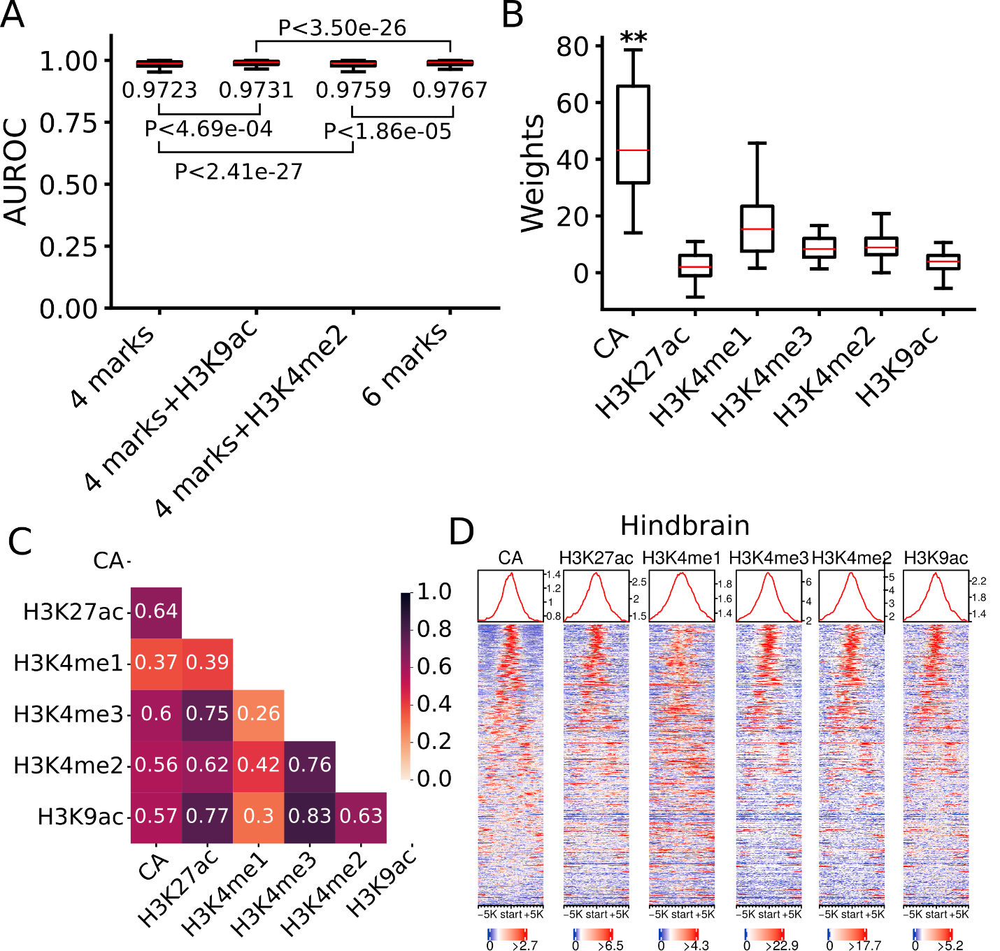 A
P<3.50e-26
1.00
0.9723 0.9731 0.9759 0.9767
0.75
P<4.69e-04 P<1.86e-05
0.50
P<2.41e-27
0.25
0.00
AUROC
4 marks
4 marks+H3K9ac
4 marks+H3K4me2
6 marks
B
**
80
60
40
20
0
Weights
CA
H3K27ac
H3K4me1
H3K4me3
H3K4me2
H3K9ac
C
CA
H3K27ac 0.64
H3K4me1 0.37 0.39
H3K4me3 0.6 0.75 0.26
H3K4me2 0.56 0.62 0.42 0.76
H3K9ac 0.57 0.77 0.3 0.83 0.63
CA
H3K27ac
H3K4me1
H3K4me3
H3K4me2
H3K9ac
1.0
0.8
0.6
0.4
0.2
0.0
D
Hindbrain
CA H3K27ac H3K4me1 H3K4me3 H3K4me2 H3K9ac
1.4
1.2
1
0.8
2.5
2
1.5
1.8
1.6
1.4
6
4
2
5
4
3
2
2.2
1.8
1.4
−5K start +5K −5K start +5K −5K start +5K −5K start +5K −5K start +5K −5K start +5K
0 >2.7 0 >6.5 0 >4.3 0 >22.9 0 >17.7 0 >5.2